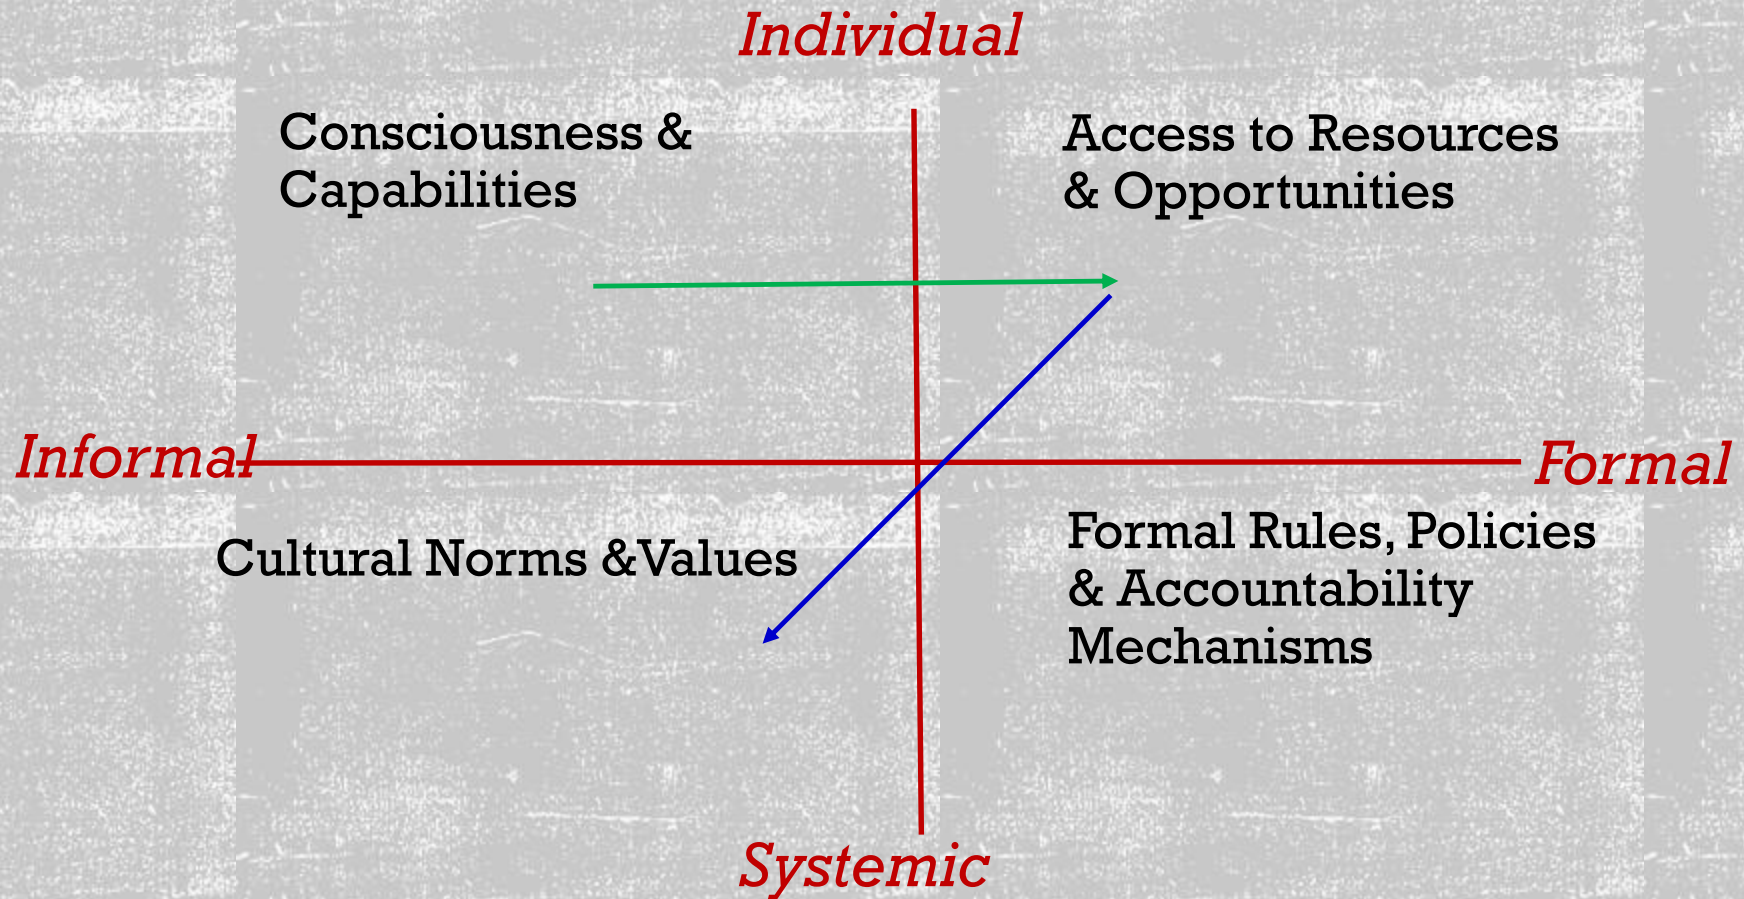 Individual
Consciousness &
Capabilities
Access to Resources
& Opportunities
Informal
Formal
Cultural Norms &Values
Formal Rules, Policies
& Accountability
Mechanisms
Systemic